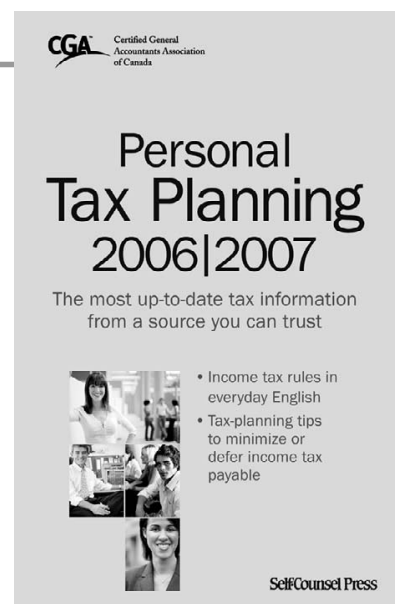 CGA™
Certified General
Accountants Association
of Canada
Personal
Tax Planning
2006|2007
The most up-to-date tax information
from a source you can trust
• Income tax rules in
everyday English
• Tax-planning tips
to minimize or
defer income tax
payable
Self-Counsel Press